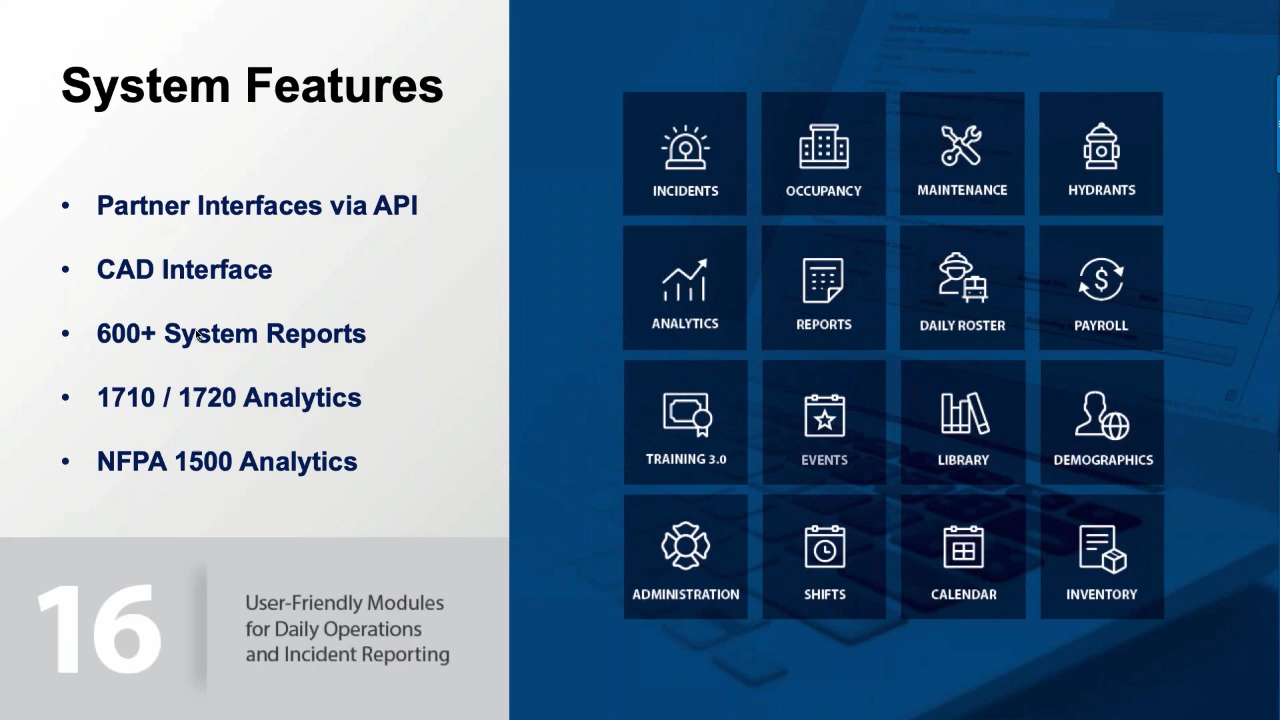 System Features
• Partner Interfaces via API
• CAD Interface
• 600+ System Reports
• 1710 / 1720 Analytics
• NFPA 1500 Analytics
16
User-Friendly Modules
for Daily Operations
and Incident Reporting
INCIDENTS
OCCUPANCY
MAINTENANCE
HYDRANTS
ANALYTICS
REPORTS
DAILY ROSTER
PAYROLL
TRAINING 3.0
EVENTS
LIBRARY
DEMOGRAPHICS
ADMINISTRATION
SHIFTS
CALENDAR
INVENTORY